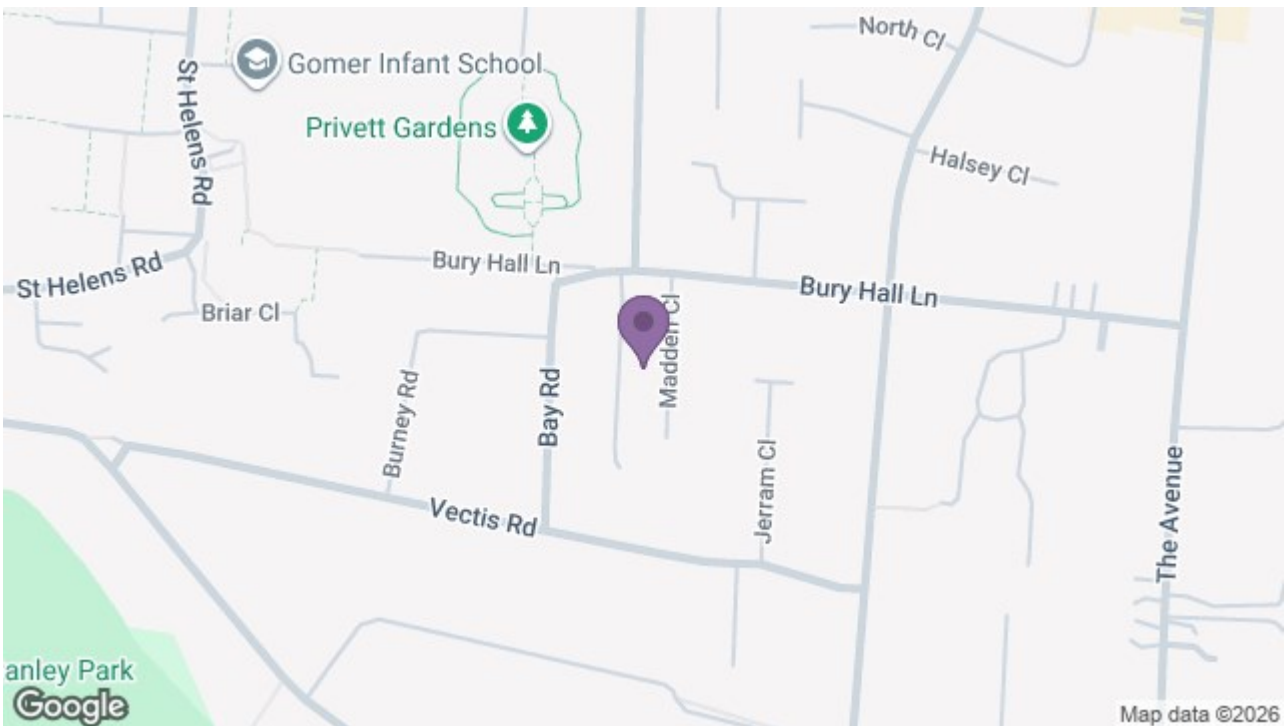 North Cl
Gomer Infant School
St Helens Rd
Privett Gardens
Halsey Cl
Bury Hall Ln
St Helens Rd
Bury Hall Ln
Briar Cl
Madden Cl
Bay Rd
Burney Rd
Jerram Cl
The Avenue
Vectis Rd
anley Park
Google
Map data ©2026